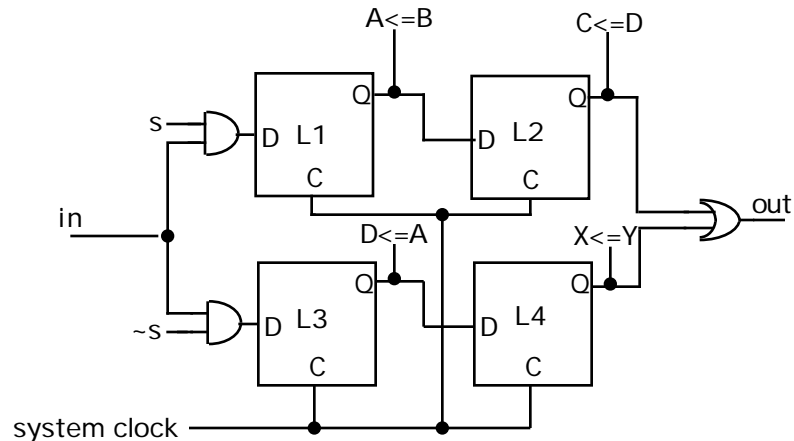 A<=B
C<=D
Q
Q
s
D
L1
D
L2
C
C
in
out
D<=A
X<=Y
Q
Q
~s
D
L3
D
L4
C
C
system clock